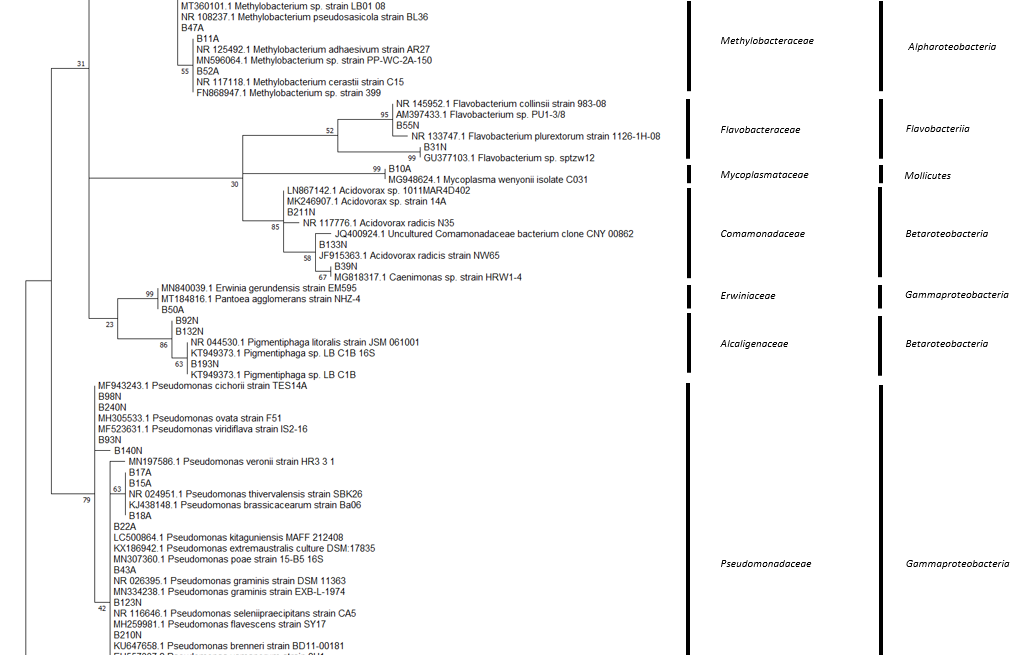 MT360101.1 Methylobacterium sp. strain LB01 08
NR 108237.1 Methylobacterium pseudosasicola strain BL36
B47A
B11A
NR 125492.1 Methylobacterium adhaesivum strain AR27
MN596064.1 Methylobacterium sp. strain PP-WC-2A-150
B52A
NR 117118.1 Methylobacterium cerastii strain C15
FN868947.1 Methylobacterium sp. strain 399
55
31
Methylobacteraceae
Alpharoteobacteria
NR 145952.1 Flavobacterium collinsii strain 983-08
AM397433.1 Flavobacterium sp. PU1-3/8
B55N
NR 133747.1 Flavobacterium plurextorum strain 1126-1H-08
B31N
GU377103.1 Flavobacterium sp. sptzw12
95
52
99
Flavobacteraceae
Flavobacteriia
B10A
MG948624.1 Mycoplasma wenyonii isolate C031
99
30
Mycoplasmataceae
Mollicutes
LN867142.1 Acidovorax sp. 1011MAR4D402
MK246907.1 Acidovorax sp. strain 14A
B211N
NR 117776.1 Acidovorax radicis N35
JQ400924.1 Uncultured Comamonadaceae bacterium clone CNY 00862
B133N
JF915363.1 Acidovorax radicis strain NW65
B39N
MG818317.1 Caenimonas sp. strain HRW1-4
85
58
67
Comamonadaceae
Betaroteobacteria
MN840039.1 Erwinia gerundensis strain EM595
MT184816.1 Pantoea agglomerans strain NHZ-4
B50A
99
23
Erwiniaceae
Gammaproteobacteria
B92N
B132N
NR 044530.1 Pigmentiphaga litoralis strain JSM 061001
KT949373.1 Pigmentiphaga sp. LB C1B 16S
B193N
KT949373.1 Pigmentiphaga sp. LB C1B
86
63
Alcaligenaceae
Betaroteobacteria
MF943243.1 Pseudomonas cichorii strain TES14A
B98N
B240N
MH305533.1 Pseudomonas ovata strain F51
MF523631.1 Pseudomonas viridiflava strain IS2-16
B93N
B140N
MN197586.1 Pseudomonas veronii strain HR3 3 1
B17A
B15A
NR 024951.1 Pseudomonas thivervalensis strain SBK26
KJ438148.1 Pseudomonas brassicacearum strain Ba06
B18A
B22A
LC500864.1 Pseudomonas kitaguniensis MAFF 212408
KX186942.1 Pseudomonas extremaustralis culture DSM:17835
MN307360.1 Pseudomonas poae strain 15-B5 16S
B43A
NR 026395.1 Pseudomonas graminis strain DSM 11363
MN334238.1 Pseudomonas graminis strain EXB-L-1974
B123N
NR 116646.1 Pseudomonas seleniipraecipitans strain CA5
MH259981.1 Pseudomonas flavescens strain SY17
B210N
KU647658.1 Pseudomonas brenneri strain BD11-00181
63
79
42
Pseudomonadaceae
Gammaproteobacteria